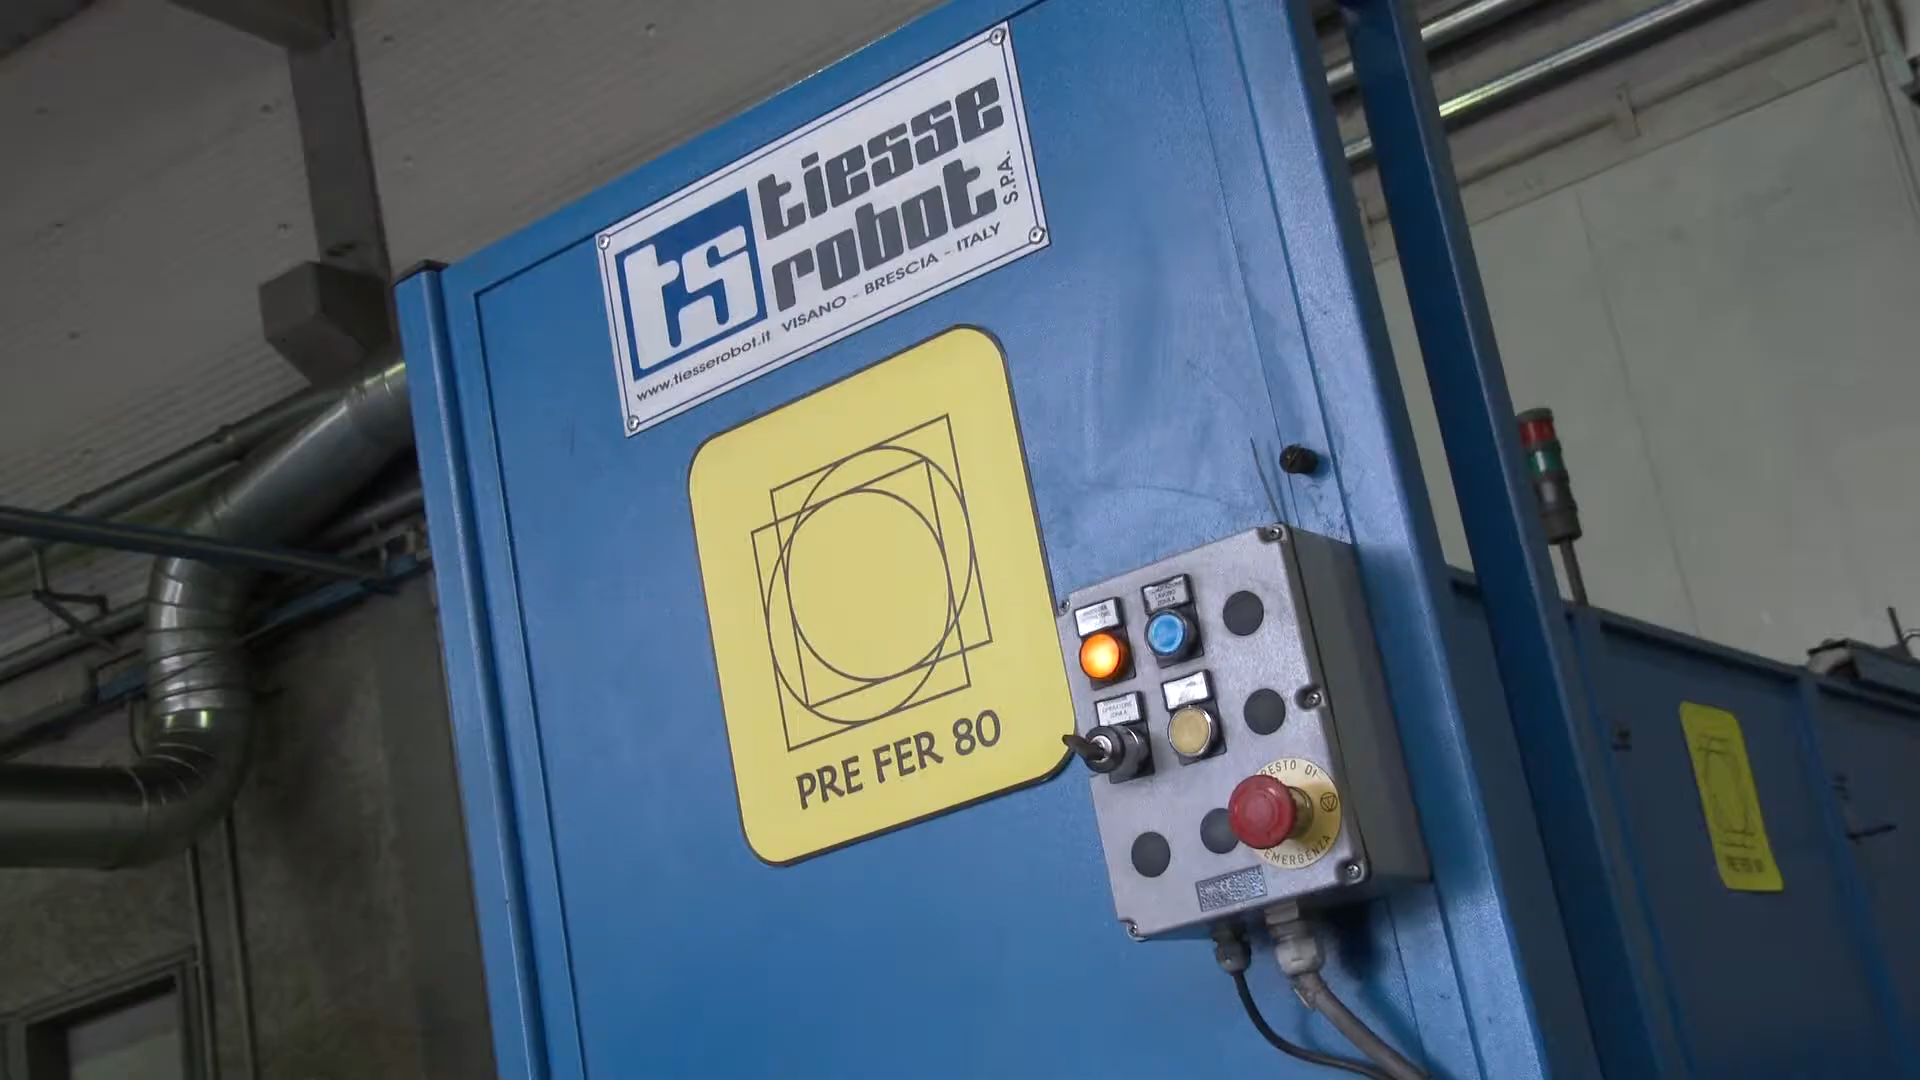 ts
tiesse
robot S.P.A.
www.tiesserobot.it VISANO - BRESCIA - ITALY
PRE FER 80
EMERGENZA